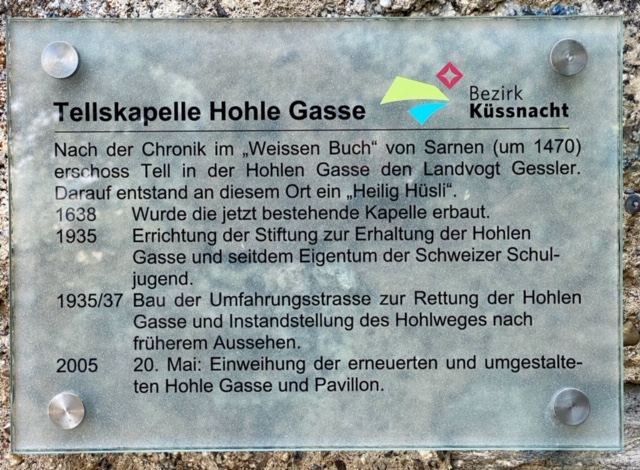 Tellskapelle Hohle Gasse
Bezirk
Küssnacht
Nach der Chronik im „Weissen Buch“ von Sarnen (um 1470)
erschoss Tell in der Hohlen Gasse den Landvogt Gessler.
Darauf entstand an diesem Ort ein „Heilig Hüsli“.
1638 Wurde die jetzt bestehende Kapelle erbaut.
1935 Errichtung der Stiftung zur Erhaltung der Hohlen
Gasse und seitdem Eigentum der Schweizer Schul-
jugend.
1935/37 Bau der Umfahrungsstrasse zur Rettung der Hohlen
Gasse und Instandstellung des Hohlweges nach
früherem Aussehen.
2005 20. Mai: Einweihung der erneuerten und umgestalte-
ten Hohle Gasse und Pavillon.